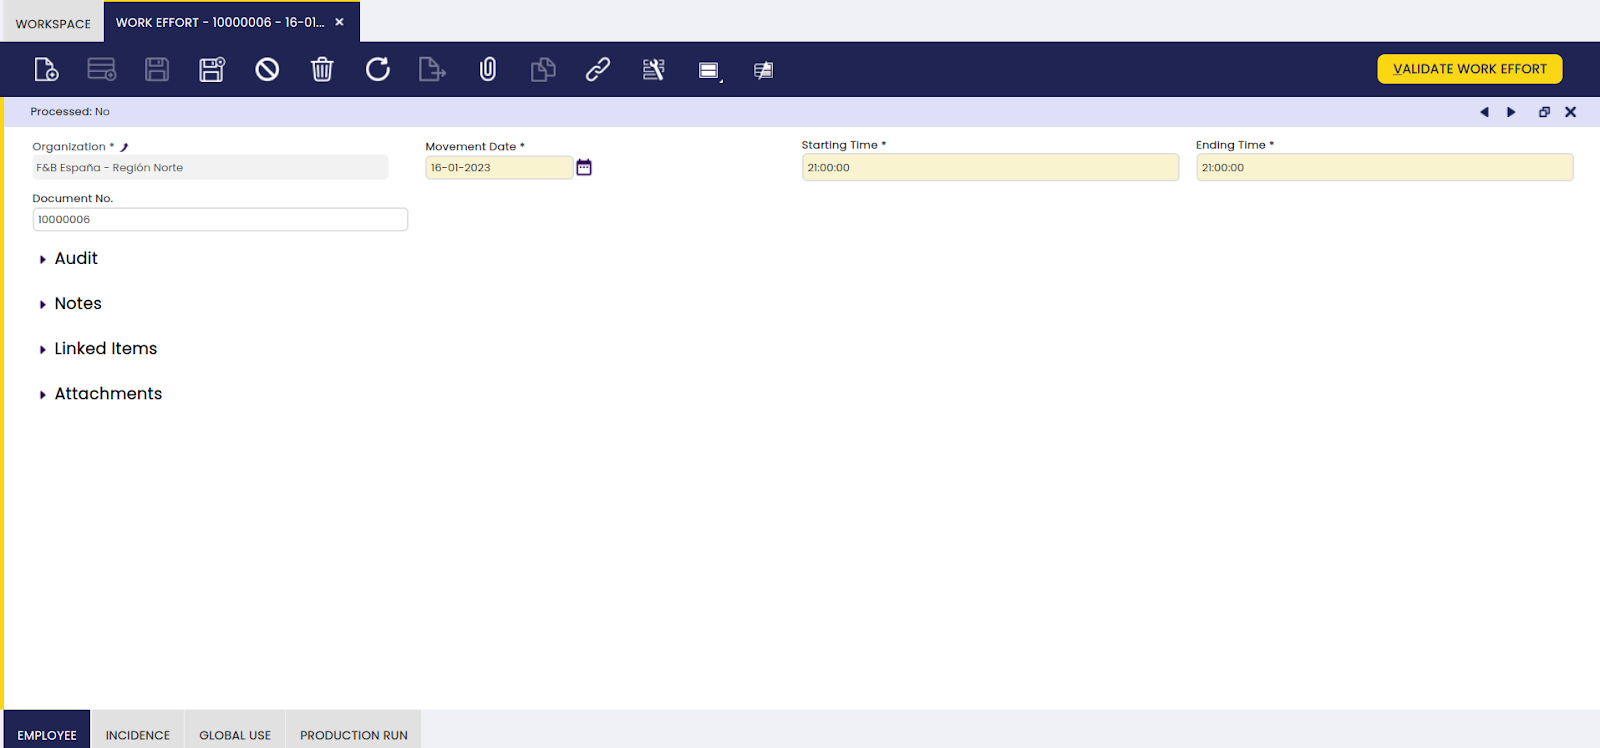 WORKSPACE
WORK EFFORT - 10000006 - 16-01...
VALIDATE WORK EFFORT
Processed: No
Organization *
F&B España - Región Norte
Movement Date *
16-01-2023
Starting Time *
21:00:00
Ending Time *
21:00:00
Document No.
10000006
Audit
Notes
Linked Items
Attachments
EMPLOYEE
INCIDENCE
GLOBAL USE
PRODUCTION RUN